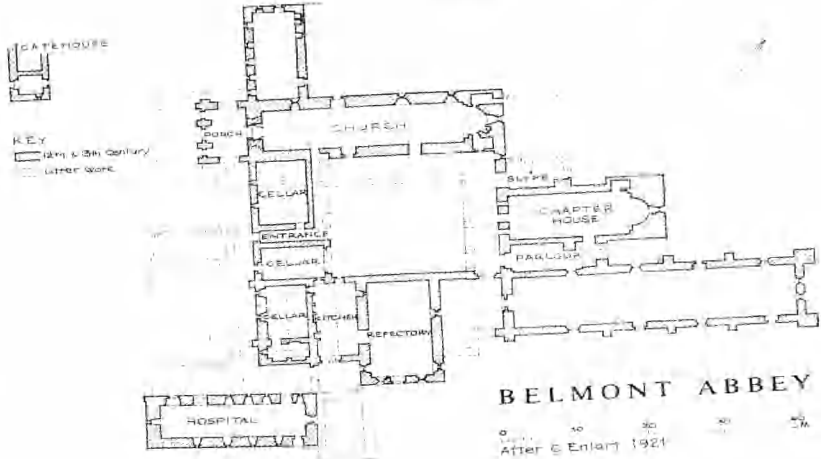 GATEHOUSE
KEY
12th & 13th Century
Later work
PORCH
CHURCH
CELLAR
SLYPE
CHAPTER
HOUSE
ENTRANCE
CELLAR
PARLOUR
CELLAR
KITCHEN
REFECTORY
HOSPITAL
BELMONT ABBEY
0 10 20 30 40
M
After C Enlart 1921